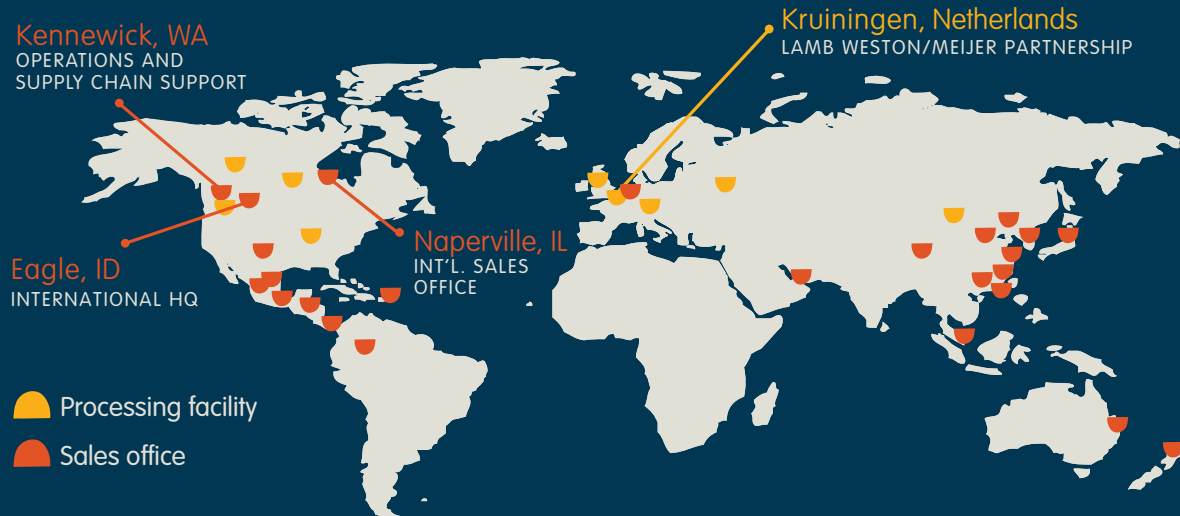 Kennewick, WA
OPERATIONS AND
SUPPLY CHAIN SUPPORT
Kruiningen, Netherlands
LAMB WESTON/MEIJER PARTNERSHIP
Eagle, ID
INTERNATIONAL HQ
Naperville, IL
INT'L. SALES
OFFICE
Processing facility
Sales office